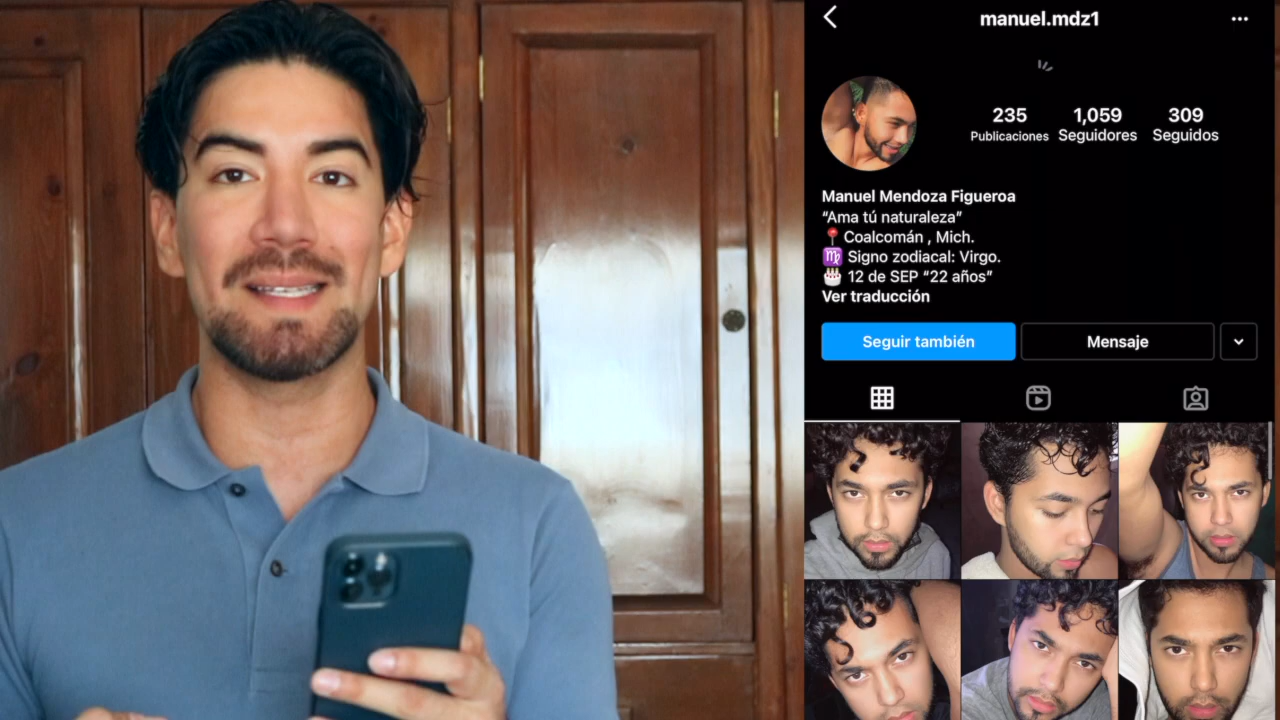 manuel.mdz1
235
1,059
309
Publicaciones
Seguidores
Seguidos
Manuel Mendoza Figueroa
“Ama tú naturaleza”
📍 Coalcomán , Mich.
♍ Signo zodiacal: Virgo.
🎂 12 de SEP “22 años”
Ver traducción
Seguir también
Mensaje